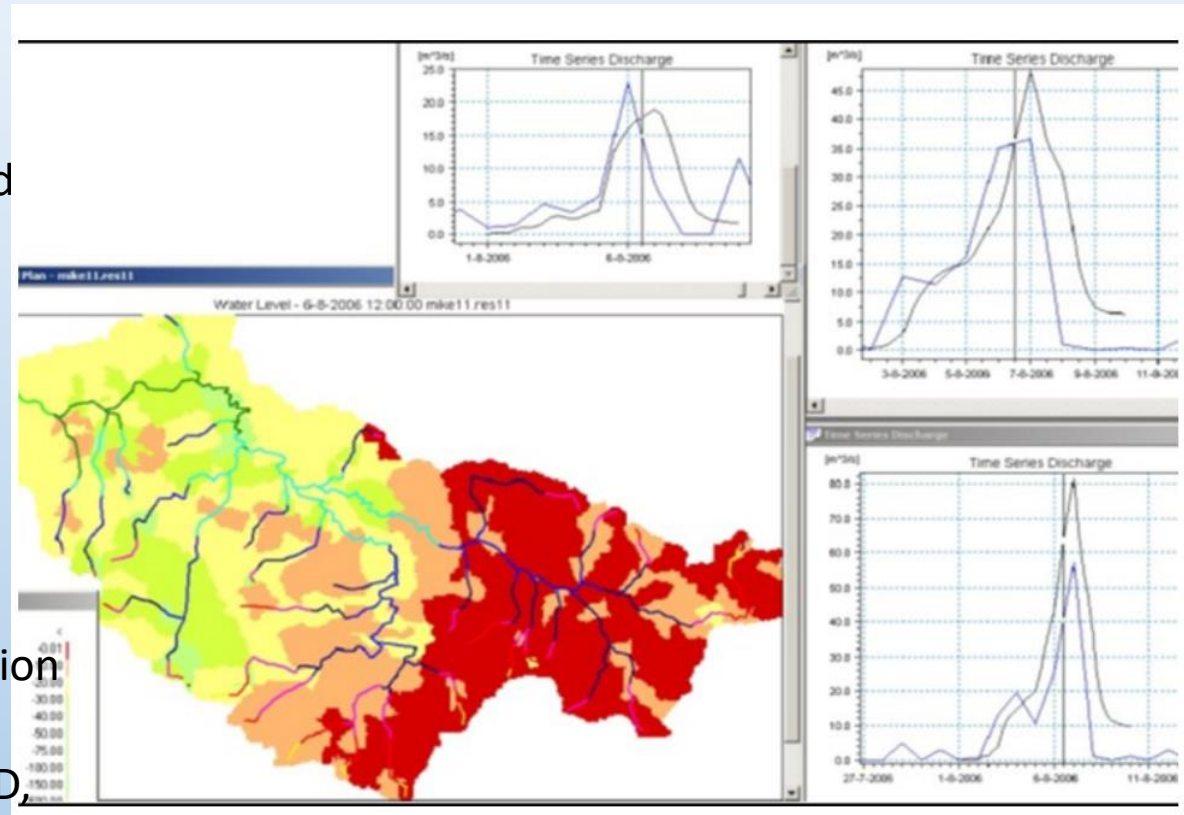 d
ion
D,
Plan - mike11.res11
Water Level - 6-8-2006 12:00:00 mike11.res11
-0.01
-30.00
-40.00
-50.00
-75.00
-100.00
-150.00
[m^3/s]
Time Series Discharge
25.0
20.0
15.0
10.0
5.0
0.0
1-8-2006 6-8-2006
[m^3/s]
Time Series Discharge
45.0
40.0
35.0
30.0
25.0
20.0
15.0
10.0
5.0
0.0
3-8-2006 5-8-2006 7-8-2006 9-8-2006 11-8-20
Time Series Discharge
[m^3/s]
Time Series Discharge
80.0
70.0
60.0
50.0
40.0
30.0
20.0
10.0
0.0
27-7-2006 1-8-2006 6-8-2006 11-8-2006